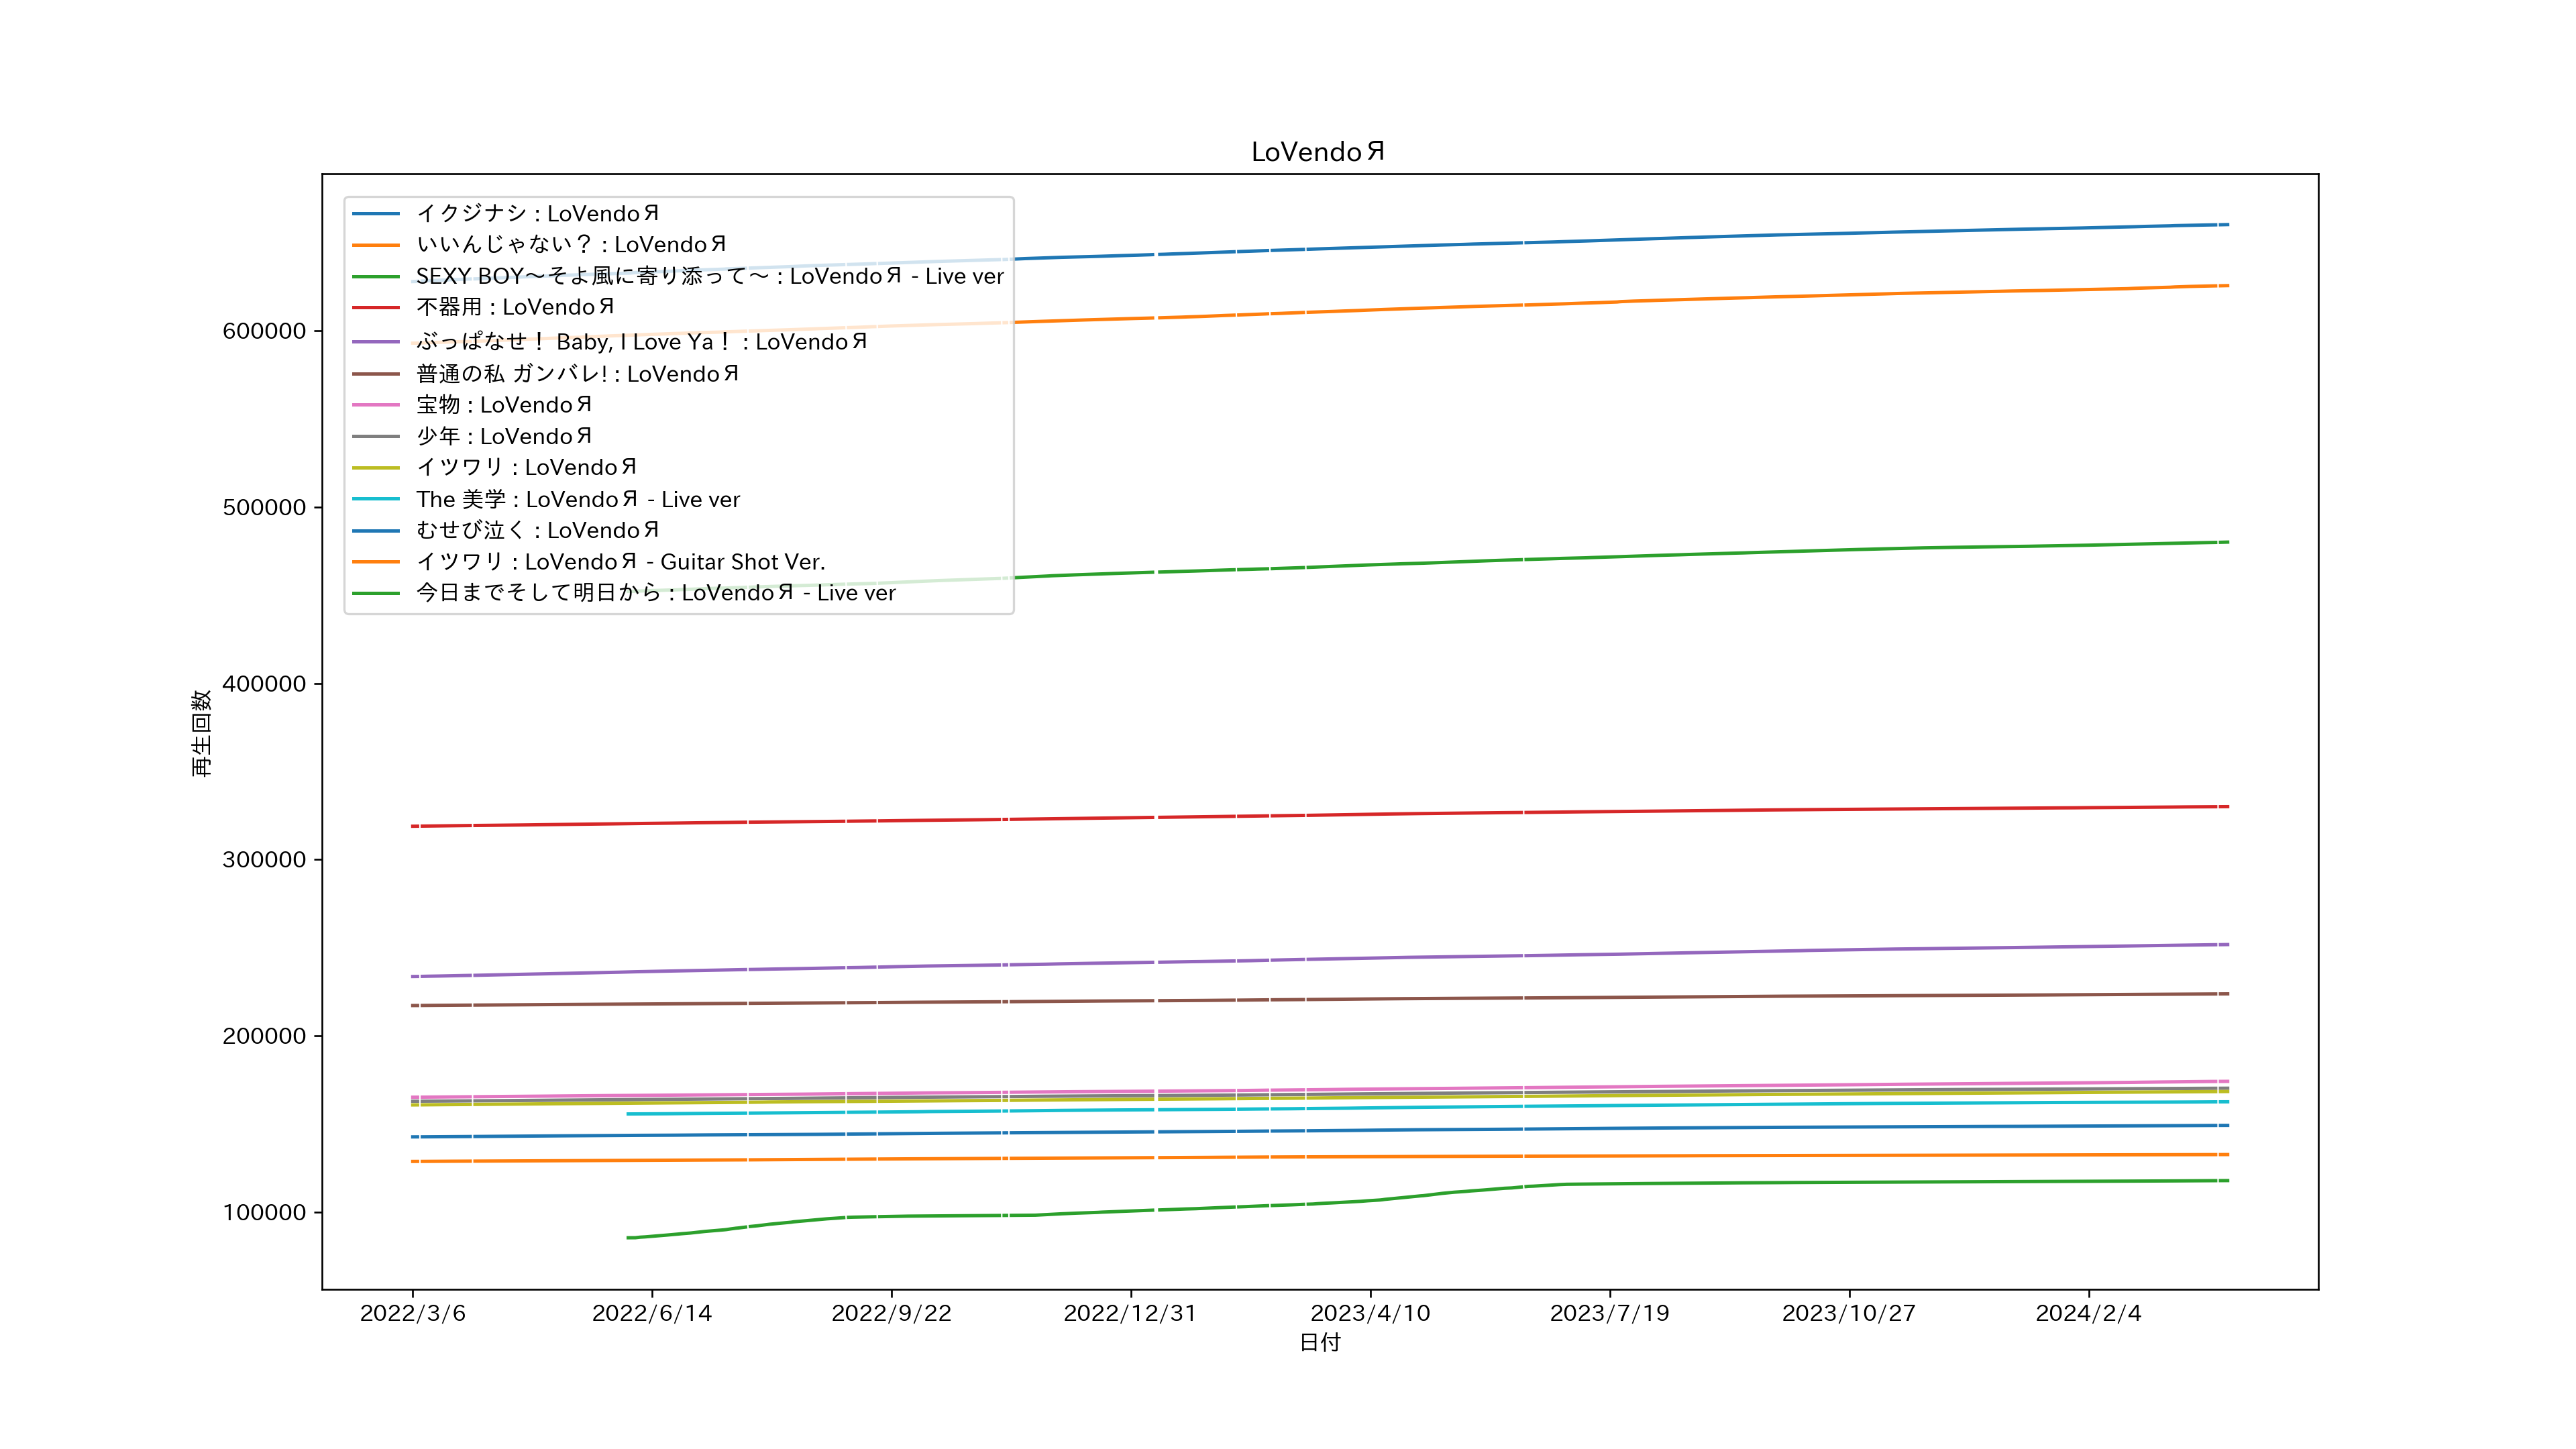 LoVendoЯ
イクジナシ : LoVendoЯ
いいんじゃない？ : LoVendoЯ
SEXY BOY〜そよ風に寄り添って〜 : LoVendoЯ - Live ver
不器用 : LoVendoЯ
ぶっぱなせ！ Baby, I Love Ya！ : LoVendoЯ
普通の私 ガンバレ! : LoVendoЯ
宝物 : LoVendoЯ
少年 : LoVendoЯ
イツワリ : LoVendoЯ
The 美学 : LoVendoЯ - Live ver
むせび泣く : LoVendoЯ
イツワリ : LoVendoЯ - Guitar Shot Ver.
今日までそして明日から : LoVendoЯ - Live ver
600000
500000
400000
300000
200000
100000
再生回数
2022/3/6 2022/6/14 2022/9/22 2022/12/31 2023/4/10 2023/7/19 2023/10/27 2024/2/4
日付